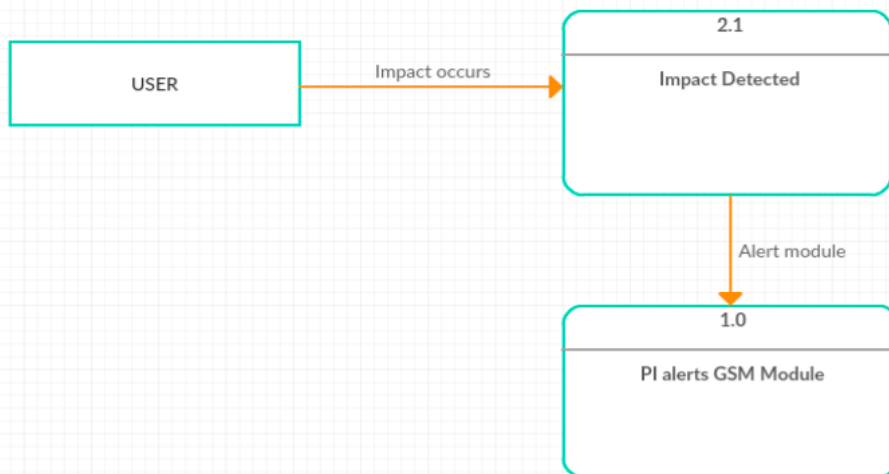 2.1
USER
Impact occurs
Impact Detected
Alert module
1.0
PI alerts GSM Module